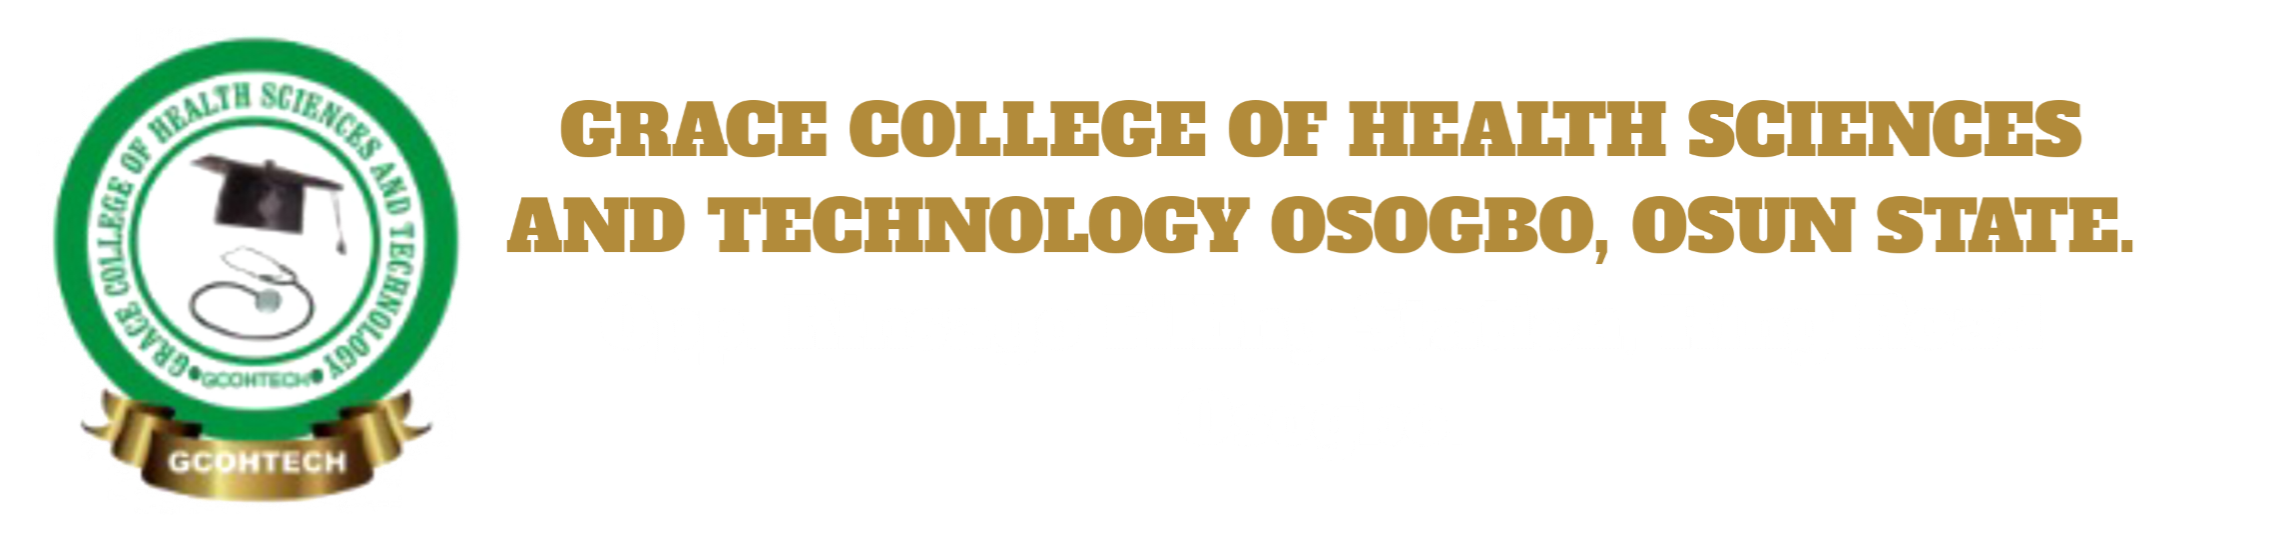 GRACE COLLEGE OF HEALTH SCIENCES AND TECHNOLOGY
•GCOHTECH•
GCOHTECH
GRACE COLLEGE OF HEALTH SCIENCES
AND TECHNOLOGY OSOGBO, OSUN STATE.